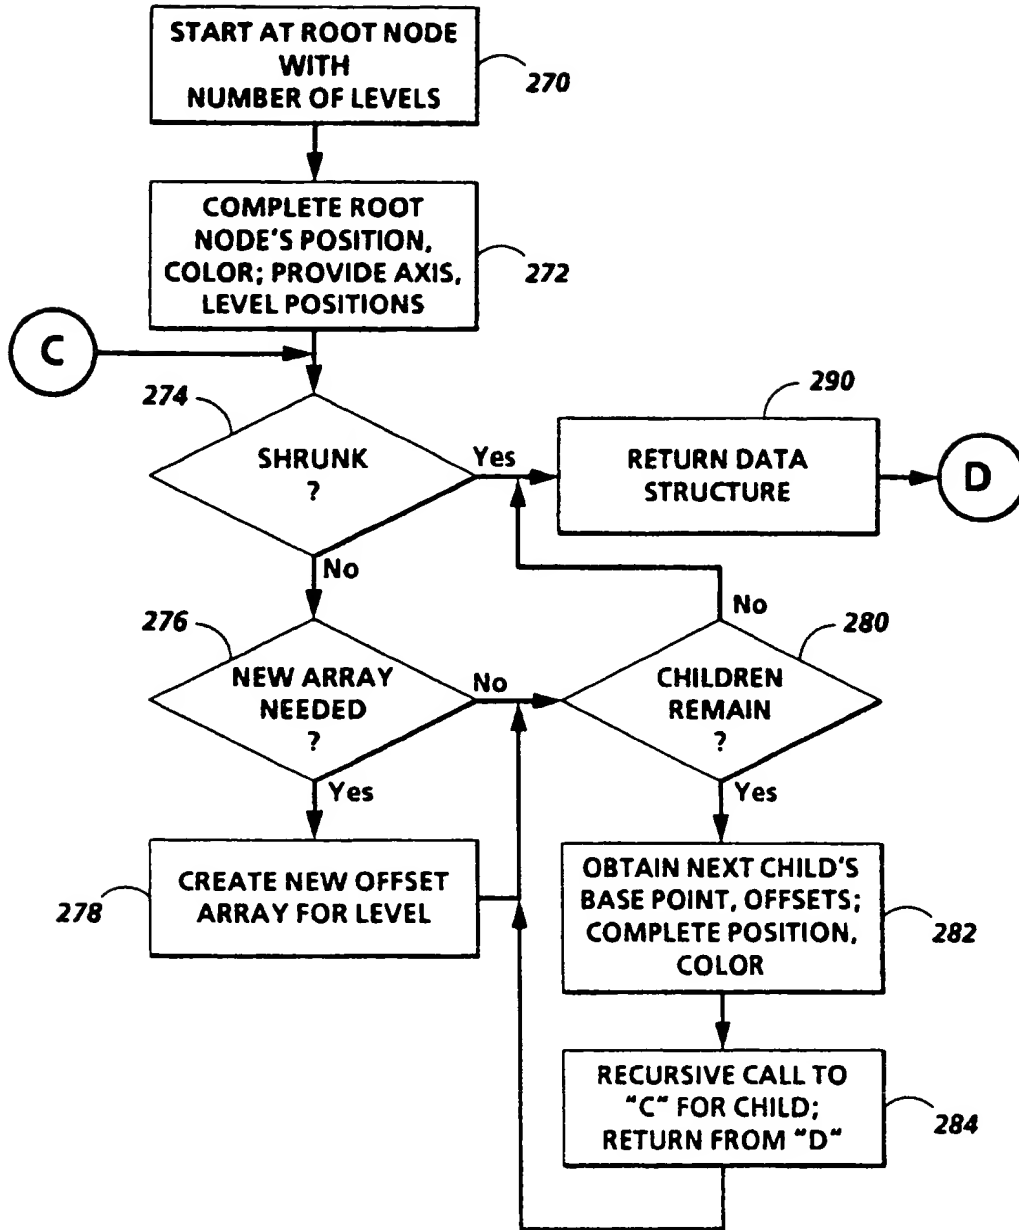 START AT ROOT NODE
WITH
NUMBER OF LEVELS
270
COMPLETE ROOT
NODE'S POSITION,
COLOR; PROVIDE AXIS,
LEVEL POSITIONS
272
C
274
SHRUNK
?
Yes
No
290
RETURN DATA
STRUCTURE
D
276
NEW ARRAY
NEEDED
?
No
Yes
280
CHILDREN
REMAIN
?
No
Yes
278
CREATE NEW OFFSET
ARRAY FOR LEVEL
OBTAIN NEXT CHILD'S
BASE POINT, OFFSETS;
COMPLETE POSITION,
COLOR
282
RECURSIVE CALL TO
"C" FOR CHILD;
RETURN FROM "D"
284